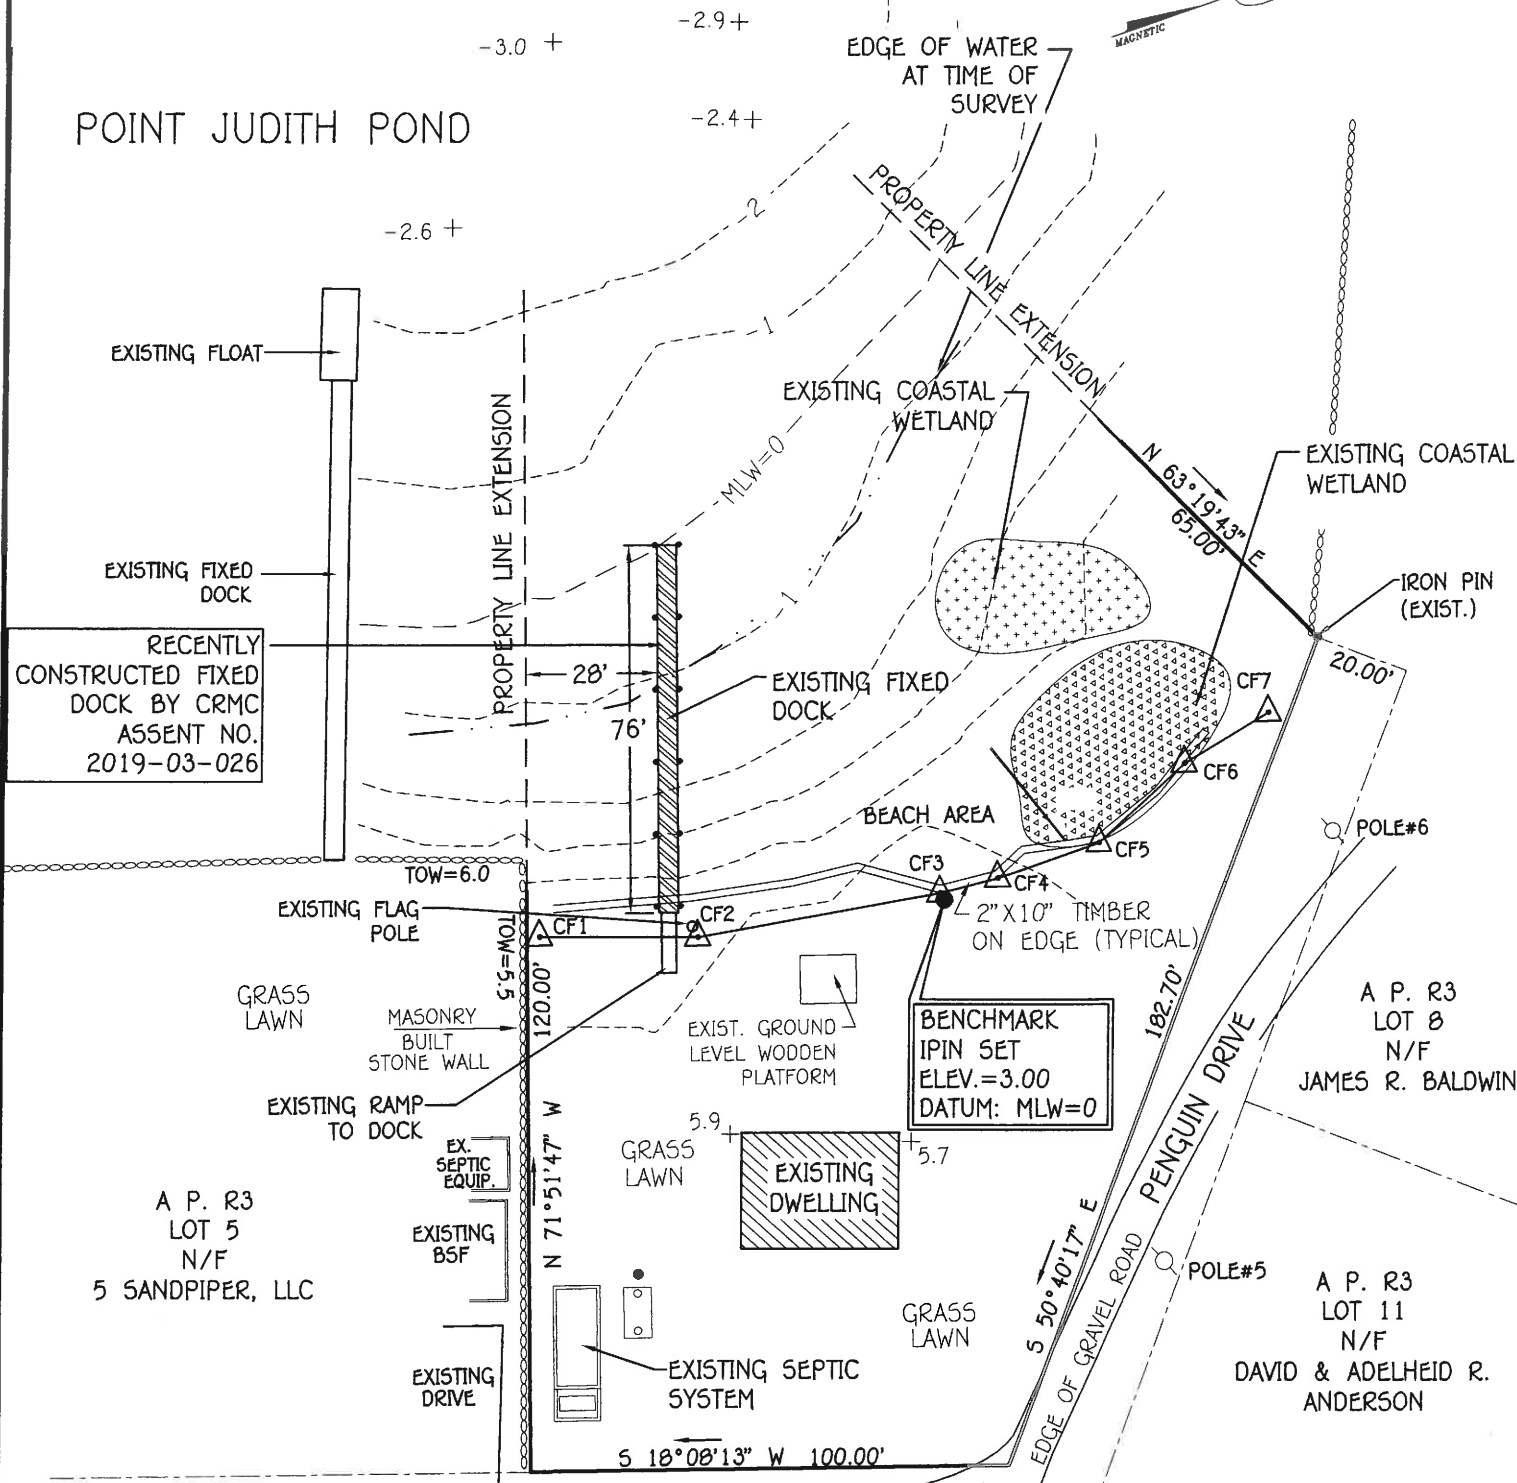 -2.9+
-3.0 +
MAGNETIC
EDGE OF WATER
AT TIME OF
SURVEY
-2.4+
POINT JUDITH POND
-2.6 +
-2
-1
PROPERTY LINE EXTENSION
EXISTING FLOAT
EXISTING COASTAL
WETLAND
MLW=0
PROPERTY LINE EXTENSION
N 63°19'43" E
65.00'
EXISTING COASTAL
WETLAND
EXISTING FIXED
DOCK
1
IRON PIN
(EXIST.)
RECENTLY
CONSTRUCTED FIXED
DOCK BY CRMC
ASSENT NO.
2019-03-026
28'
76'
EXISTING FIXED
DOCK
20.00'
CF7
CF6
BEACH AREA
POLE#6
CF5
TOW=6.0
CF3
CF4
EXISTING FLAG
POLE
TOW=5.5
CF1
CF2
2"X10" TIMBER
ON EDGE (TYPICAL)
120.00'
182.70'
GRASS
LAWN
MASONRY
BUILT
STONE WALL
EXIST. GROUND
LEVEL WOODEN
PLATFORM
BENCHMARK
IPIN SET
ELEV.=3.00
DATUM: MLW=0
A P. R3
LOT 8
N/F
JAMES R. BALDWIN
EXISTING RAMP
TO DOCK
N 71°51'47" W
5.9
5.7
GRASS
LAWN
EXISTING
DWELLING
PENGUIN DRIVE
EX.
SEPTIC
EQUIP.
A P. R3
LOT 5
N/F
5 SANDPIPER, LLC
EXISTING
BSF
S 50°40'17" E
EDGE OF GRAVEL ROAD
POLE#5
A P. R3
LOT 11
N/F
DAVID & ADELHEID R.
ANDERSON
GRASS
LAWN
EXISTING
DRIVE
EXISTING SEPTIC
SYSTEM
S 18°08'13" W 100.00'